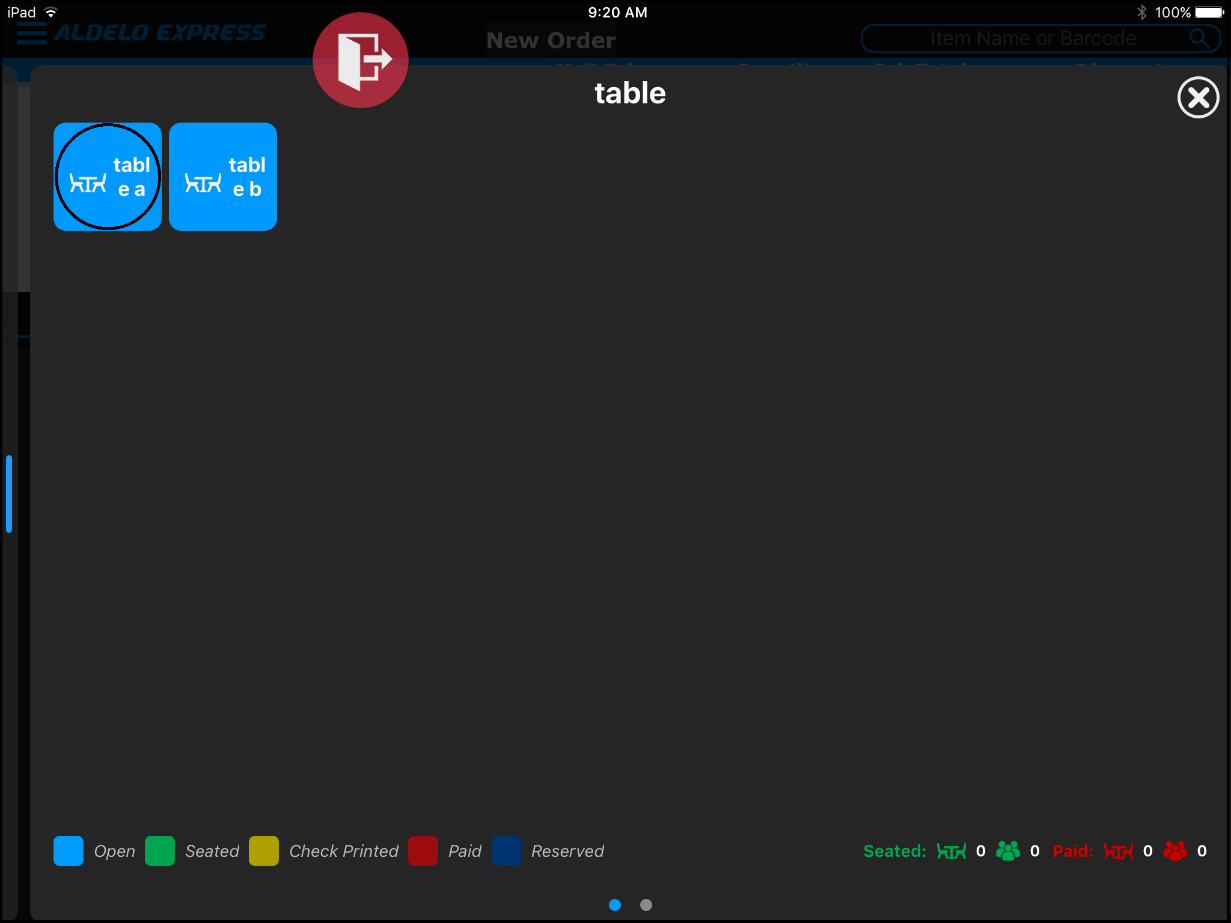 iPad
9:20 AM
100%
ALDELO EXPRESS
New Order
Item Name or Barcode
table
tabl
e a
tabl
e b
Open
Seated
Check Printed
Paid
Reserved
Seated: 0 0 Paid: 0 0